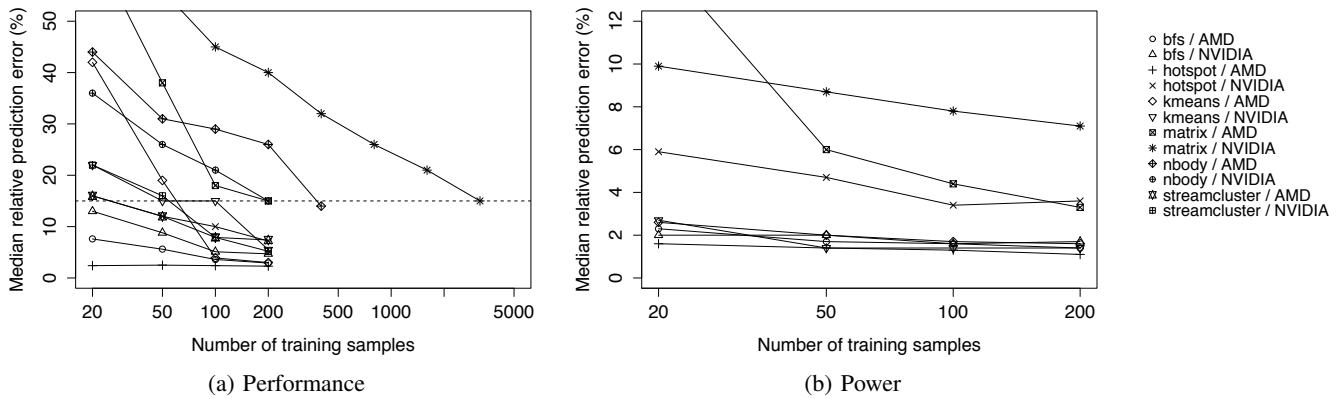 Median relative prediction error (%)
0
10
20
30
40
50
20
50
100
200
500
1000
5000
Number of training samples
(a) Performance
Median relative prediction error (%)
0
2
4
6
8
10
12
20
50
100
200
Number of training samples
(b) Power
bfs / AMD
bfs / NVIDIA
hotspot / AMD
hotspot / NVIDIA
kmeans / AMD
kmeans / NVIDIA
matrix / AMD
matrix / NVIDIA
nbody / AMD
nbody / NVIDIA
streamcluster / AMD
streamcluster / NVIDIA